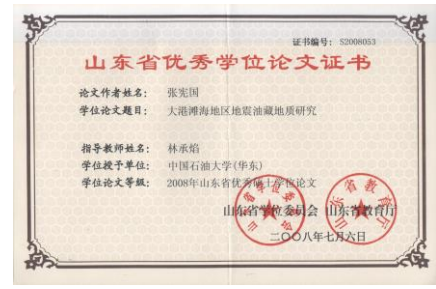 证书编号: S2008053
山东省优秀学位论文证书
论文作者姓名: 张宪国
学位论文题目: 大港滩海地区地震油藏地质研究
指导教师姓名: 林承焰
学位授予单位: 中国石油大学(华东)
学位论文等级: 2008年山东省优秀硕士学位论文
山东省学位委员会 山东省教育厅
二〇〇八年七月六日